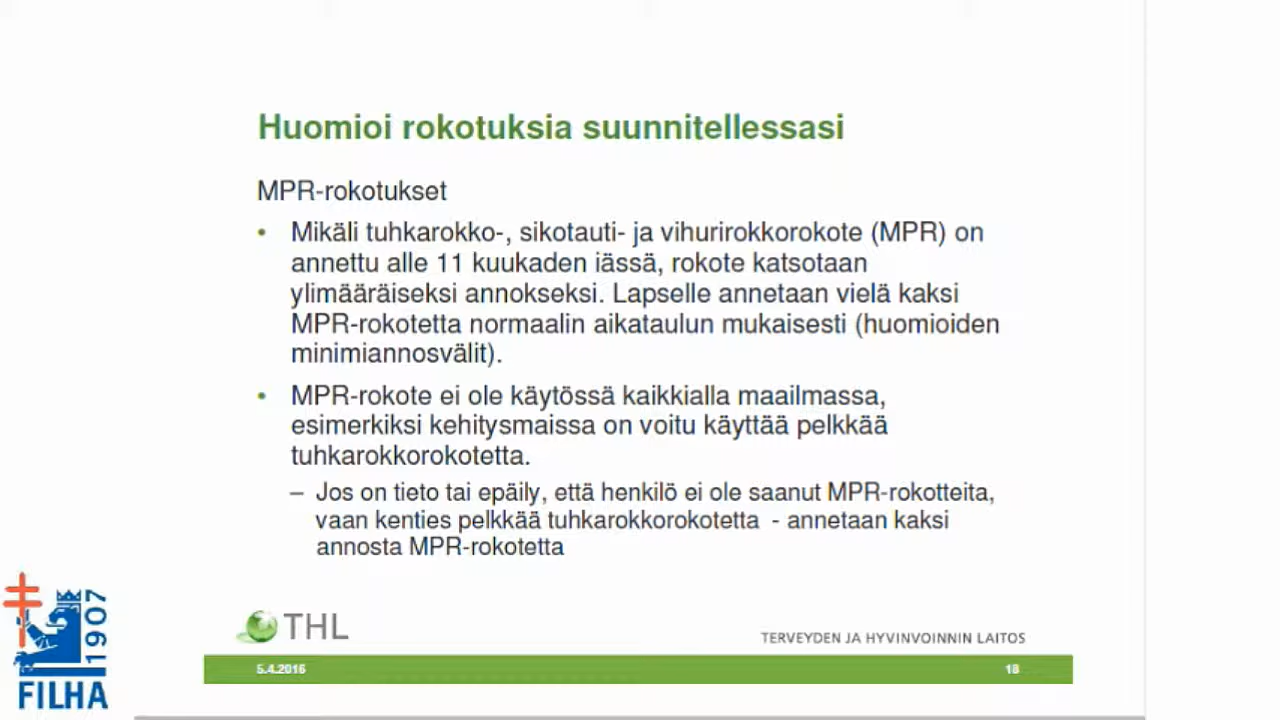 Huomioi rokotuksia suunnitellessasi
MPR-rokotukset
• Mikäli tuhkarokko-, sikotauti- ja vihurirokkorokote (MPR) on
annettu alle 11 kuukaden iässä, rokote katsotaan
ylimääräiseksi annokseksi. Lapselle annetaan vielä kaksi
MPR-rokotetta normaalin aikataulun mukaisesti (huomioiden
minimiannosvälit).
• MPR-rokote ei ole käytössä kaikkialla maailmassa,
esimerkiksi kehitysmaissa on voitu käyttää pelkkää
tuhkarokkorokotetta.
– Jos on tieto tai epäily, että henkilö ei ole saanut MPR-rokotteita,
vaan kenties pelkkää tuhkarokkorokotetta - annetaan kaksi
annosta MPR-rokotetta
THL
TERVEYDEN JA HYVINVOINNIN LAITOS
5.4.2016
18
1907
FILHA